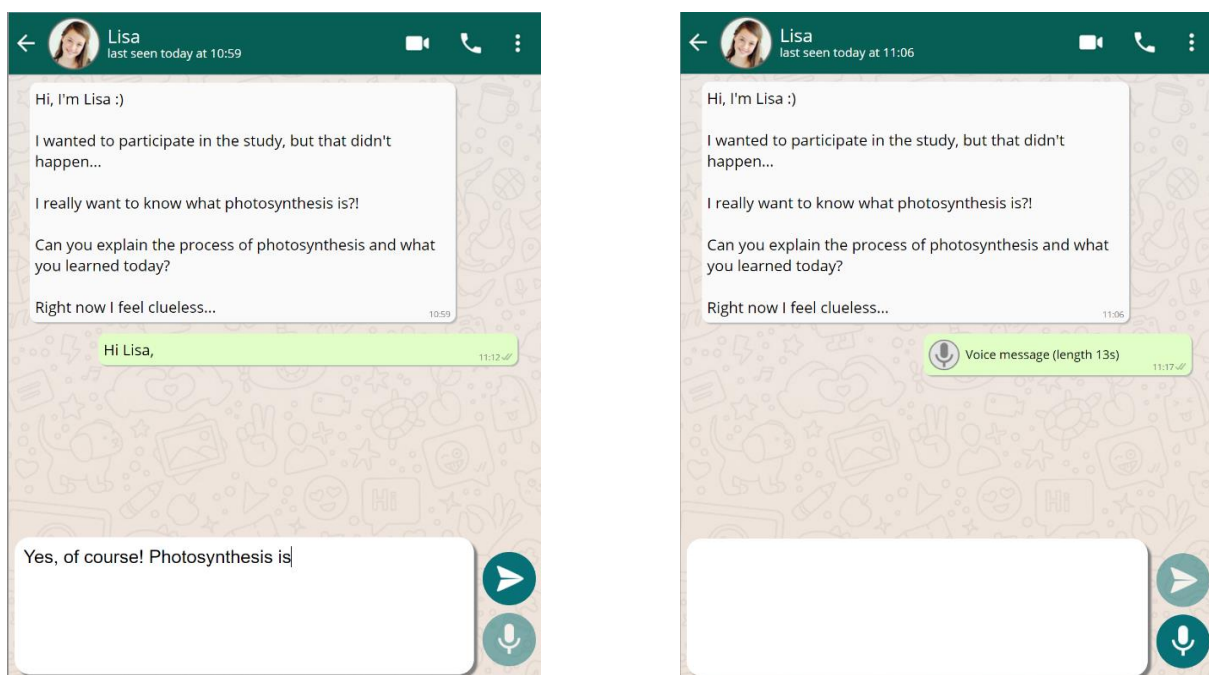 Lisa
last seen today at 10:59
Hi, I'm Lisa :)
I wanted to participate in the study, but that didn't
happen...
I really want to know what photosynthesis is?!
Can you explain the process of photosynthesis and what
you learned today?
Right now I feel clueless...
10:59
Hi Lisa,
11:12
Hi
Yes, of course! Photosynthesis is
Lisa
last seen today at 11:06
Hi, I'm Lisa :)
I wanted to participate in the study, but that didn't
happen...
I really want to know what photosynthesis is?!
Can you explain the process of photosynthesis and what
you learned today?
Right now I feel clueless...
11:06
Voice message (length 13s)
11:17
Hi